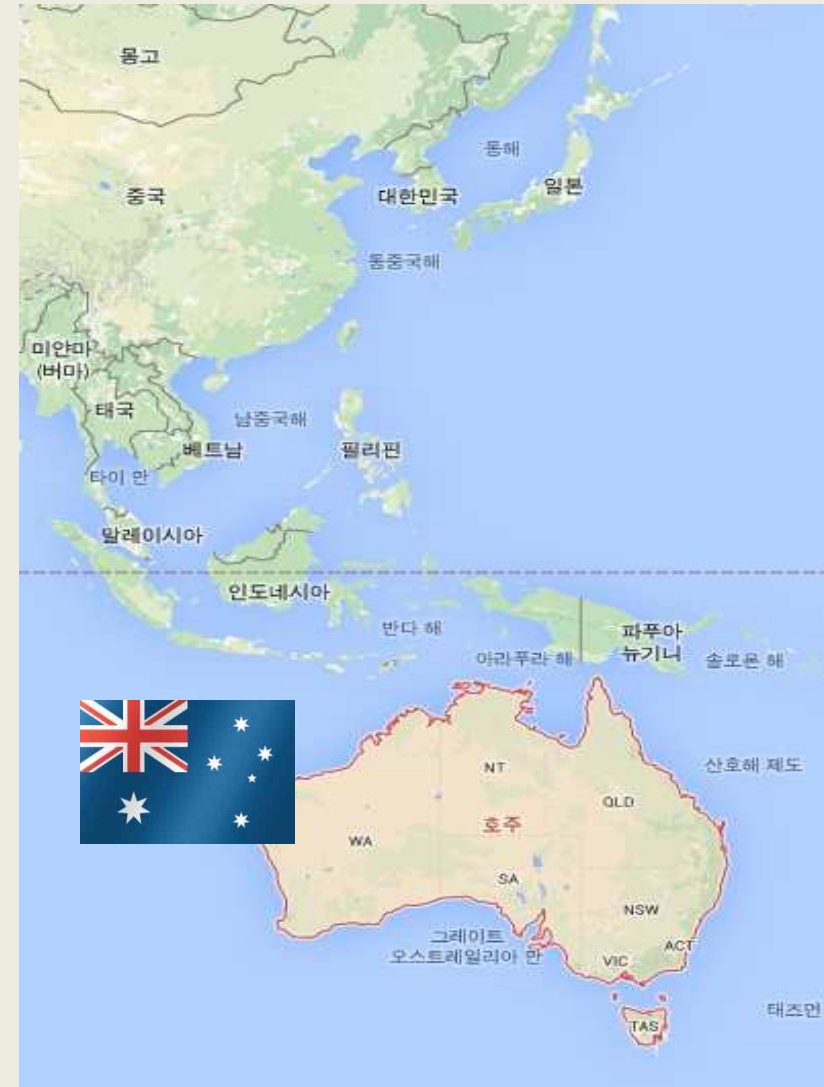 몽고
동해
중국
대한민국
일본
동중국해
미얀마
(버마)
태국
남중국해
베트남
필리핀
타이 만
말레이시아
인도네시아
반다 해
파푸아
뉴기니
아라푸라 해
솔로몬 해
NT
산호해 제도
QLD
호주
WA
SA
NSW
그레이트
오스트레일리아 만
ACT
VIC
태즈먼
TAS